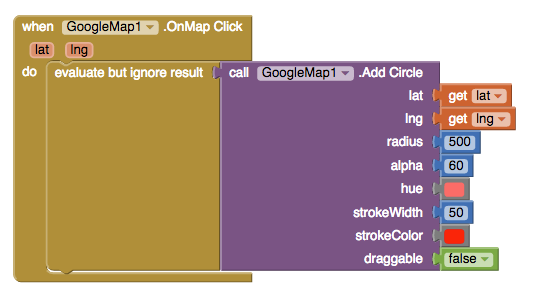 when GoogleMap1 .OnMap Click
lat lng
do evaluate but ignore result call GoogleMap1 .Add Circle
lat get lat
lng get lng
radius 500
alpha 60
hue
strokeWidth 50
strokeColor
draggable false